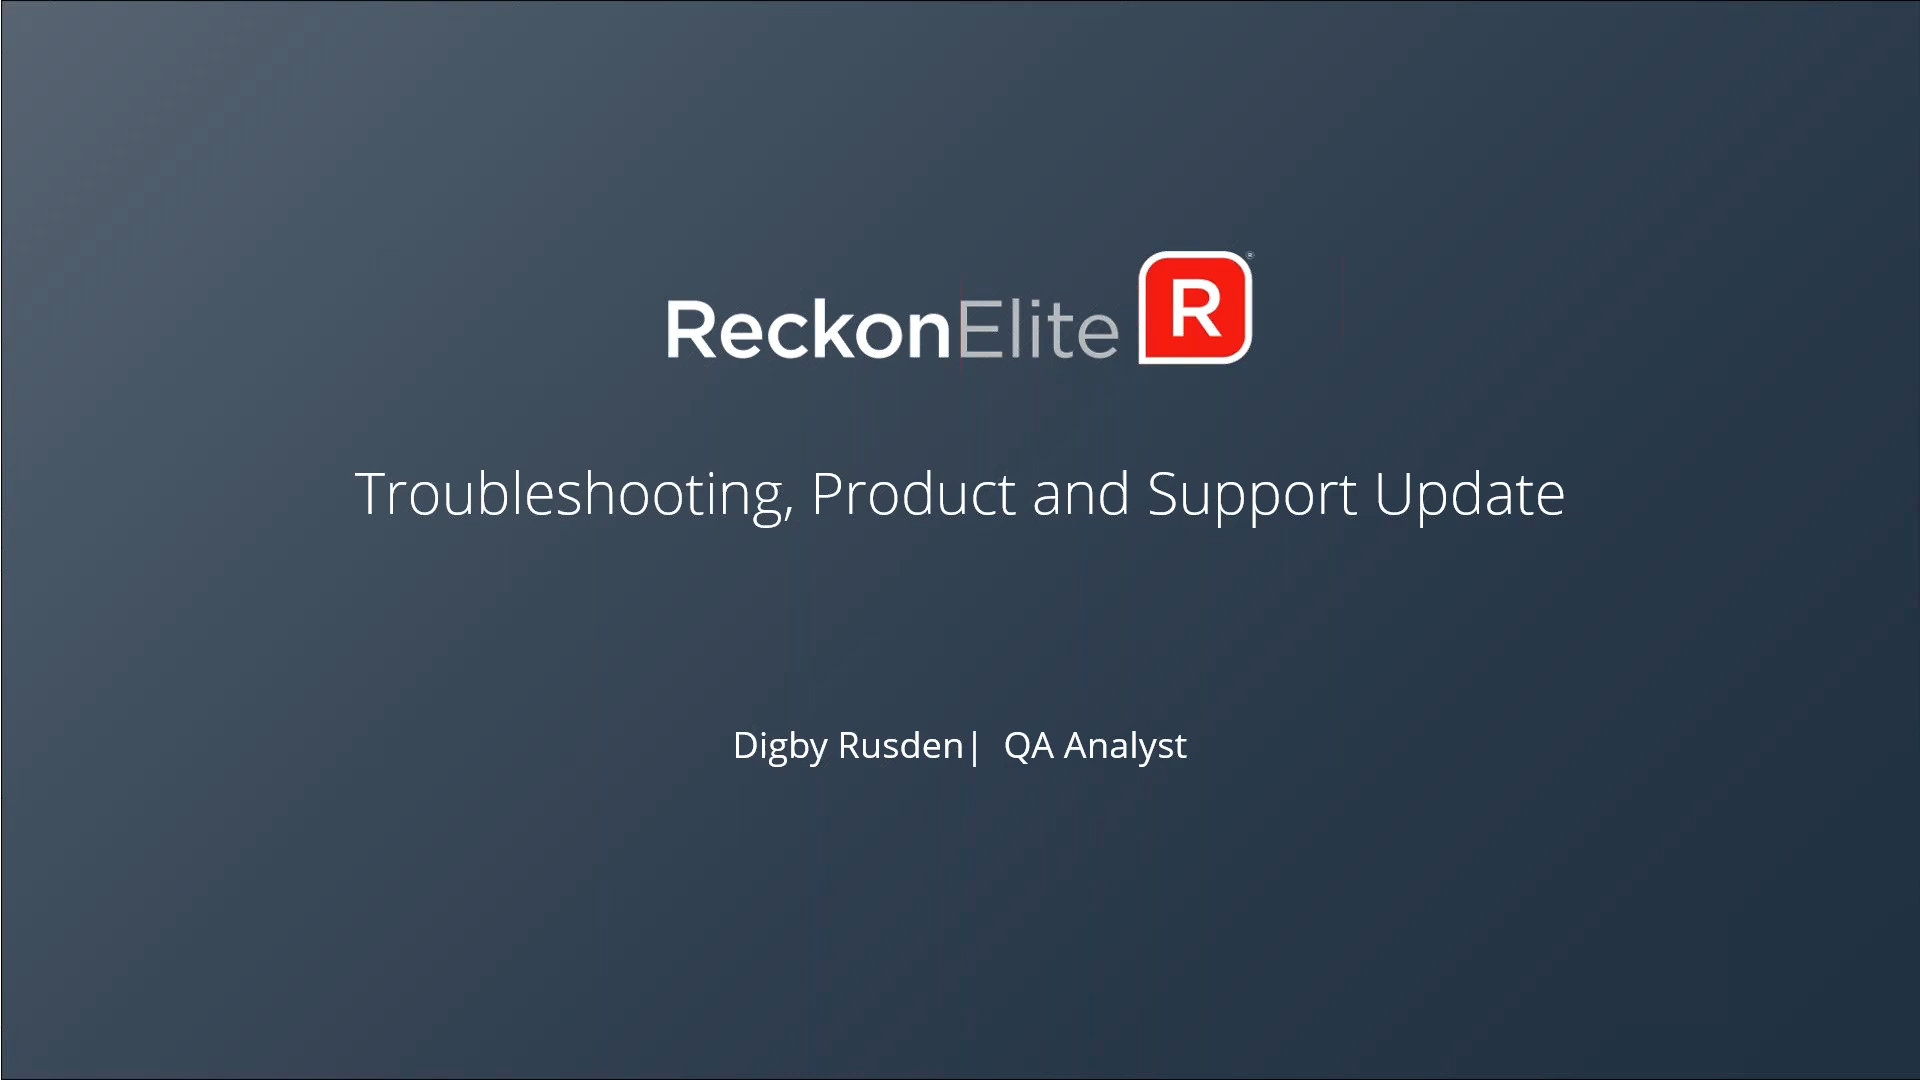 ReckonElite R ®
Troubleshooting, Product and Support Update
Digby Rusden| QA Analyst